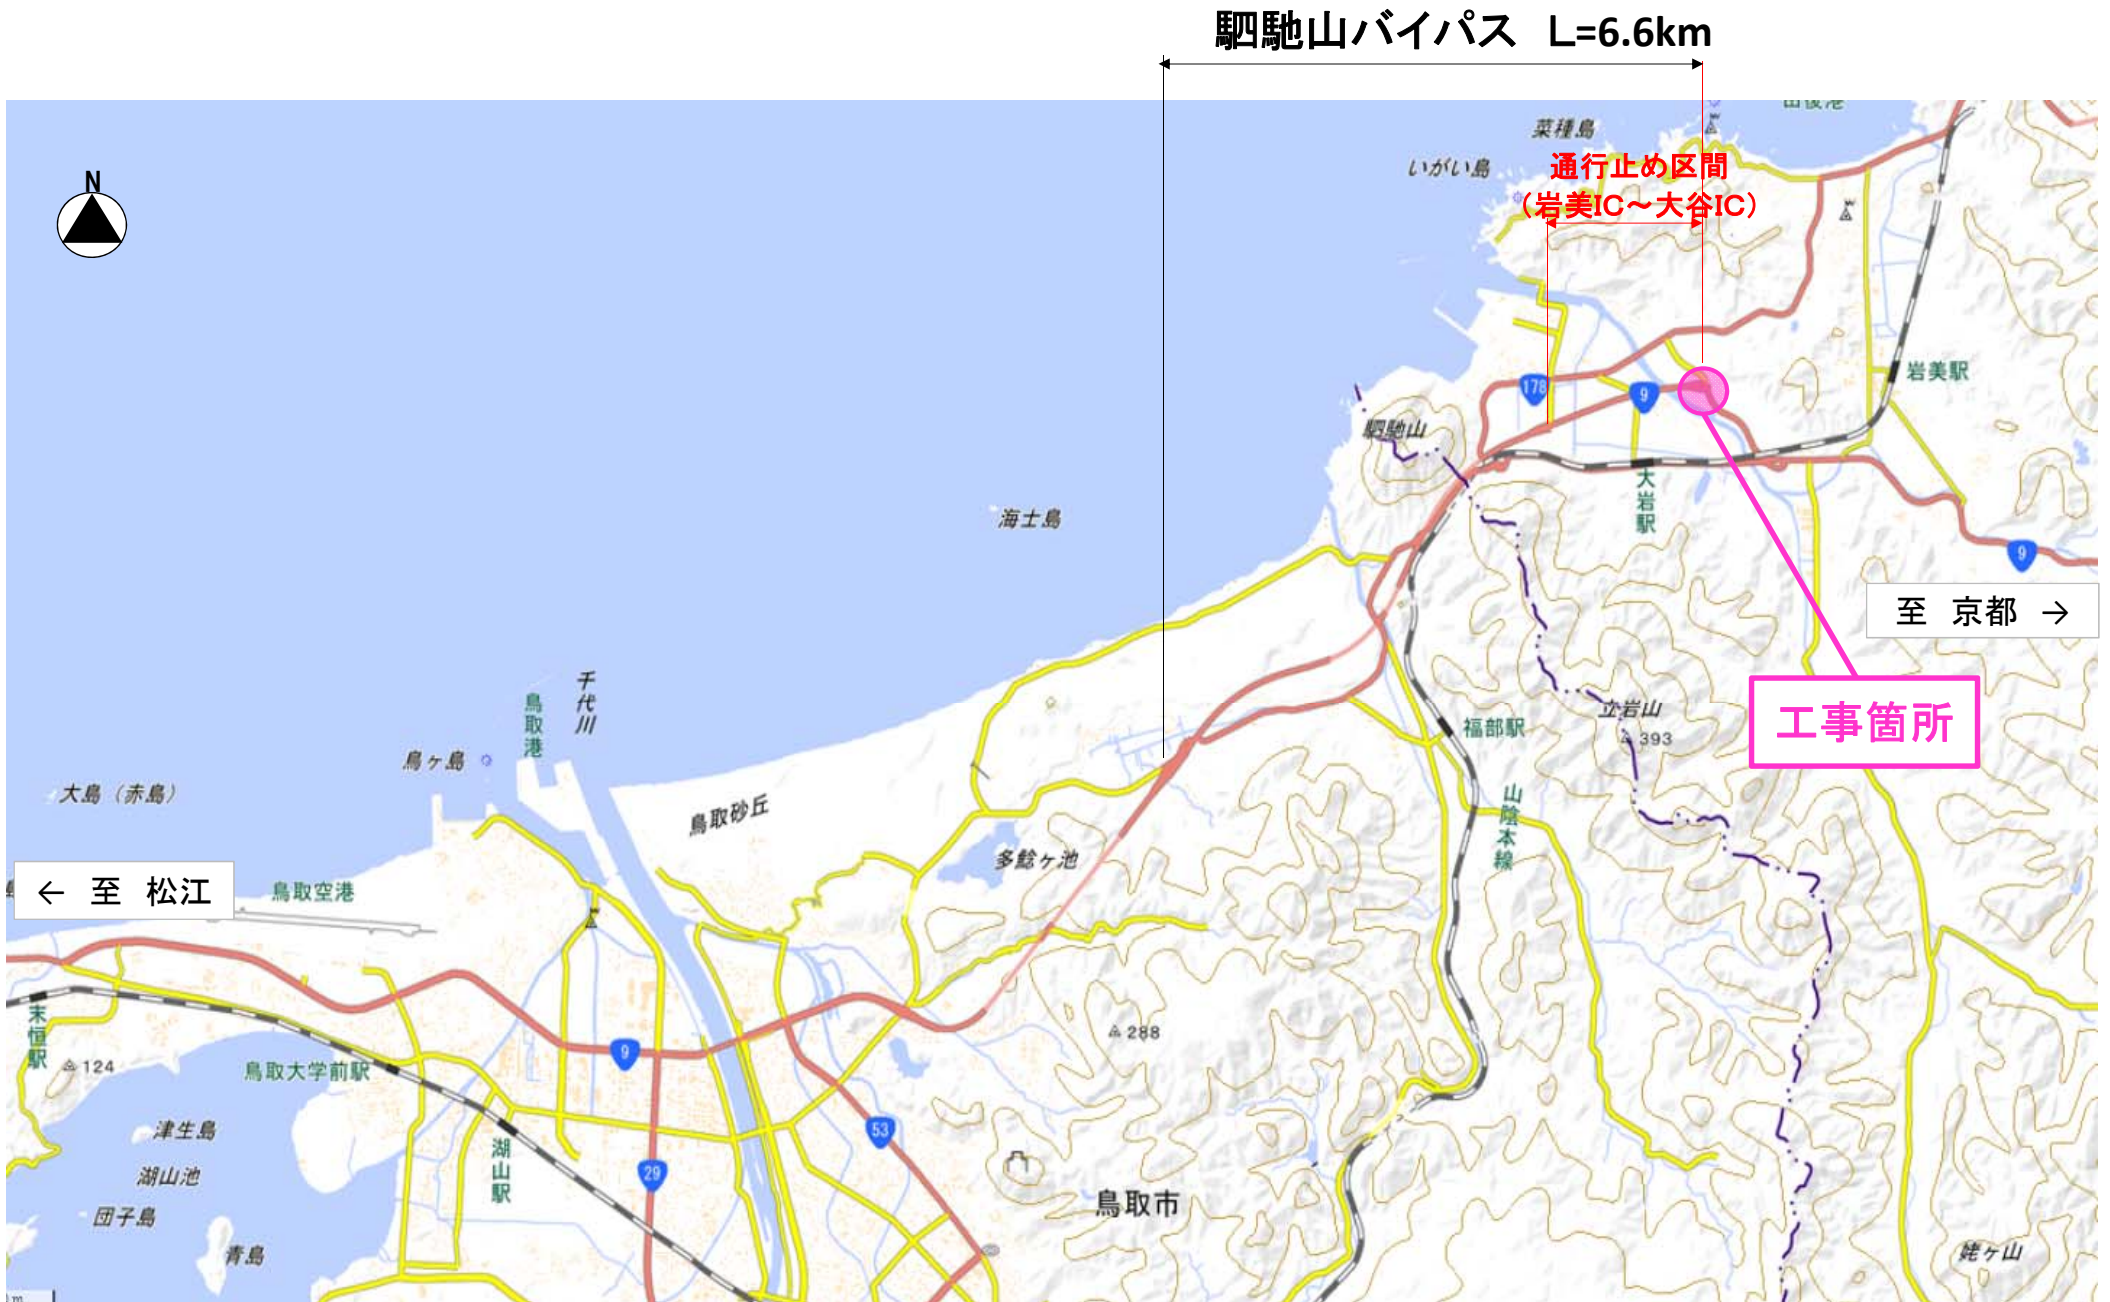 駟馳山バイパス L=6.6km
菜種島
いがい島
通行止め区間
（岩美IC～大谷IC）
N
178
9
岩美駅
駟馳山
大岩駅
海士島
9
至 京都 →
工事箇所
千代川
鳥取港
鳥ヶ島
立岩山
393
福部駅
大島（赤島）
鳥取砂丘
山陰本線
多鯰ヶ池
← 至 松江
鳥取空港
末恒駅
124
鳥取大学前駅
9
288
津生島
湖山池
団子島
青島
湖山駅
29
53
鳥取市
姥ヶ山